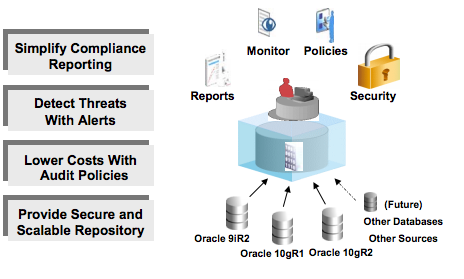 Simplify Compliance
Reporting
Detect Threats
With Alerts
Lower Costs With
Audit Policies
Provide Secure and
Scalable Repository
Monitor
Policies
Reports
Security
Oracle 9iR2
Oracle 10gR1
Oracle 10gR2
(Future)
Other Databases
Other Sources